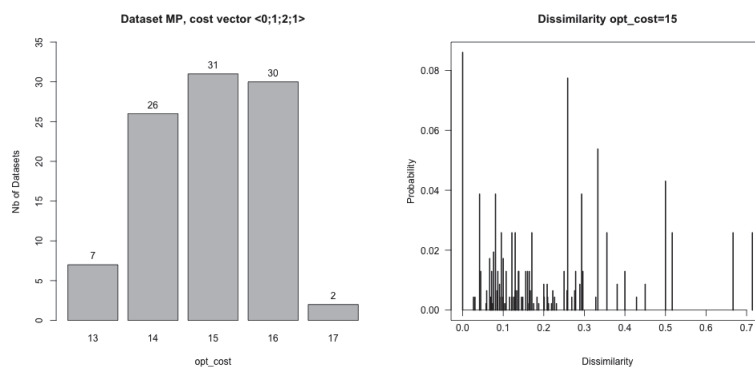 Dataset MP, cost vector <0;1;2;1>
Nb of Datasets
35
30
25
20
15
10
5
0
7
26
31
30
2
13 14 15 16 17
opt_cost
Dissimilarity opt_cost=15
Probability
0.08
0.06
0.04
0.02
0.00
0.0 0.1 0.2 0.3 0.4 0.5 0.6 0.7
Dissimilarity